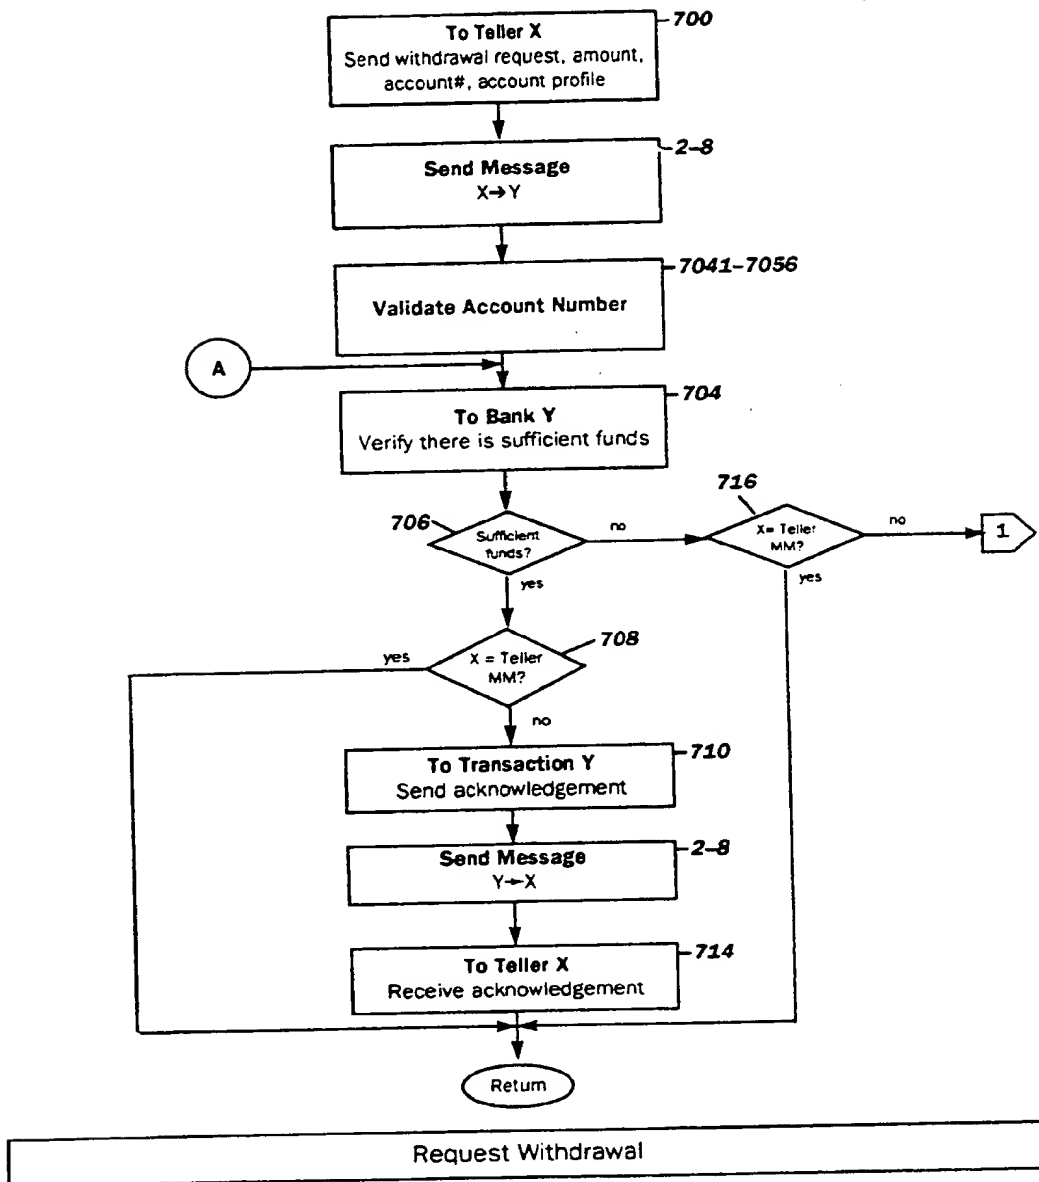 700
To Teller X
Send withdrawal request, amount,
account#, account profile
2-8
Send Message
X→Y
7041-7056
Validate Account Number
A
704
To Bank Y
Verify there is sufficient funds
706
Sufficient
funds?
no
716
X= Teller
MM?
no
1
yes
yes
708
X = Teller
MM?
yes
no
710
To Transaction Y
Send acknowledgement
2-8
Send Message
Y→X
714
To Teller X
Receive acknowledgement
Return
Request Withdrawal